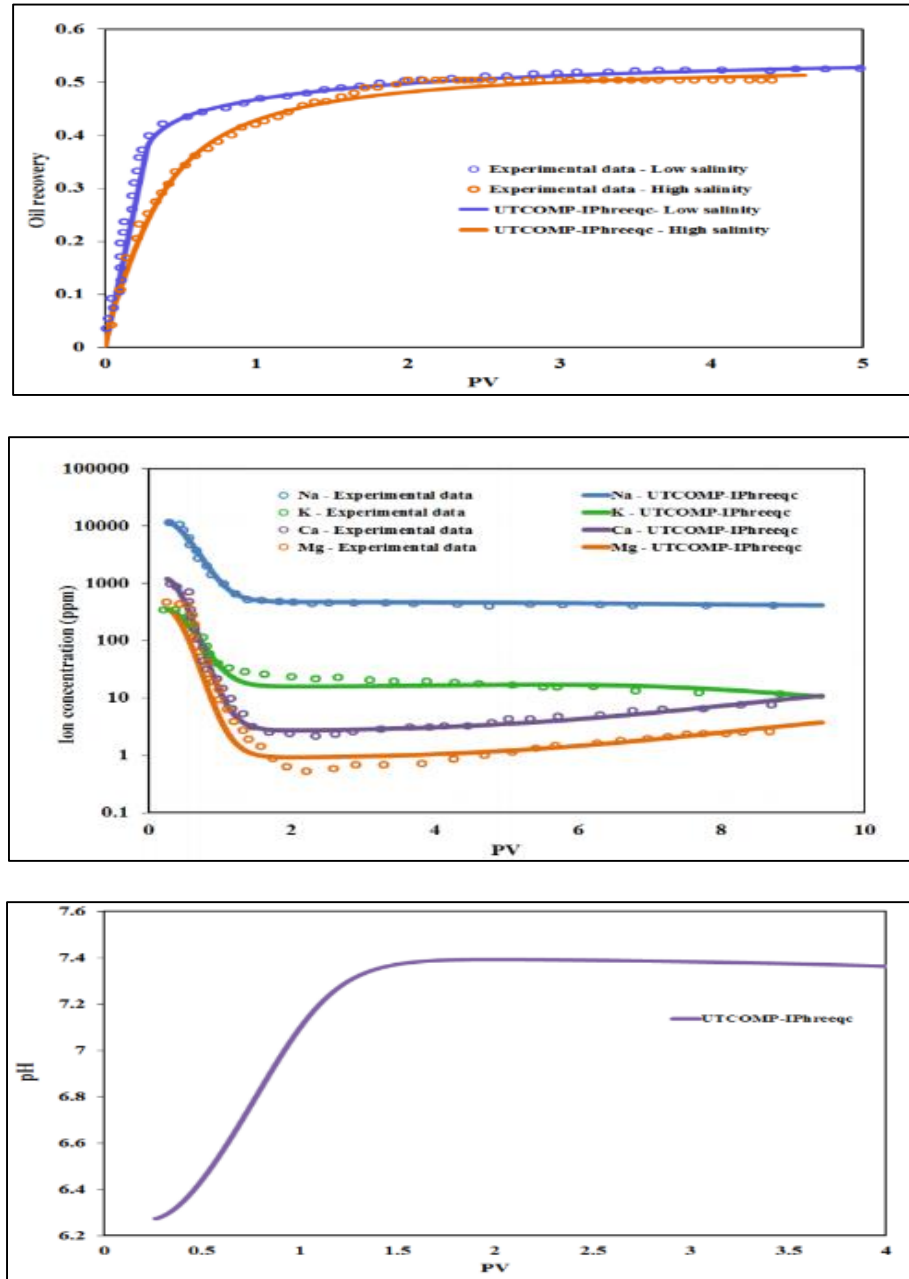 0.6
0.5
0.4
0.3
0.2
0.1
0
Oil recovery
Experimental data - Low salinity
Experimental data - High salinity
UTCOMP-IPhreeqc- Low salinity
UTCOMP-IPhreeqc - High salinity
0 1 2 3 4 5
PV
100000
10000
1000
100
10
1
0.1
Ion concentration (ppm)
Na - Experimental data Na - UTCOMP-IPhreeqc
K - Experimental data K - UTCOMP-IPhreeqc
Ca - Experimental data Ca - UTCOMP-IPhreeqc
Mg - Experimental data Mg - UTCOMP-IPhreeqc
0 2 4 6 8 10
PV
7.6
7.4
7.2
7
6.8
6.6
6.4
6.2
pH
UTCOMP-IPhreeqc
0 0.5 1 1.5 2 2.5 3 3.5 4
PV